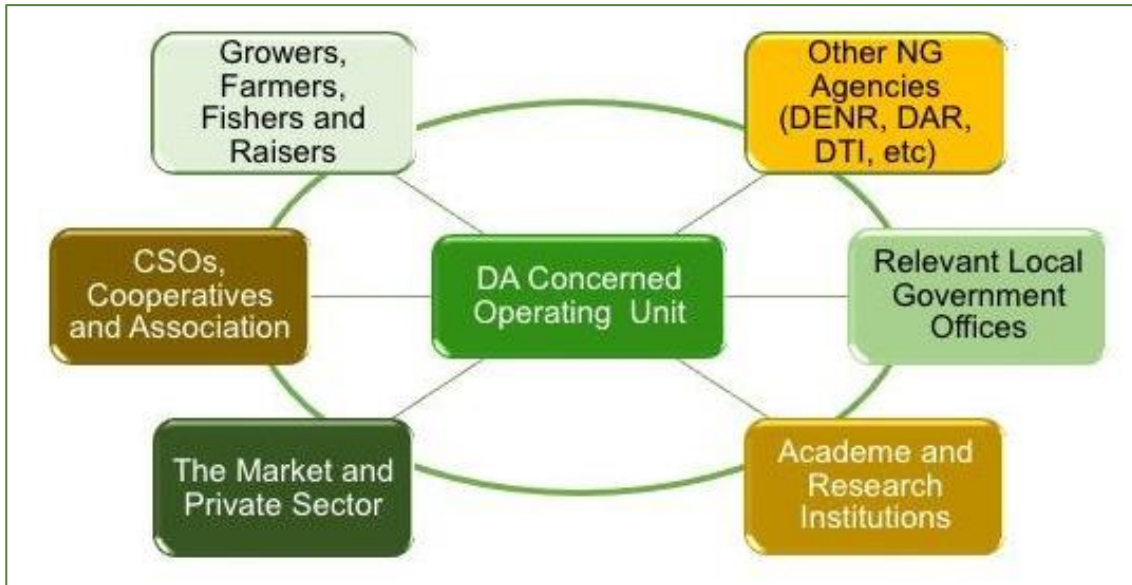 Growers,
Farmers,
Fishers and
Raisers
Other NG
Agencies
(DENR, DAR,
DTI, etc)
CSOs,
Cooperatives
and Association
DA Concerned
Operating Unit
Relevant Local
Government
Offices
The Market and
Private Sector
Academe and
Research
Institutions